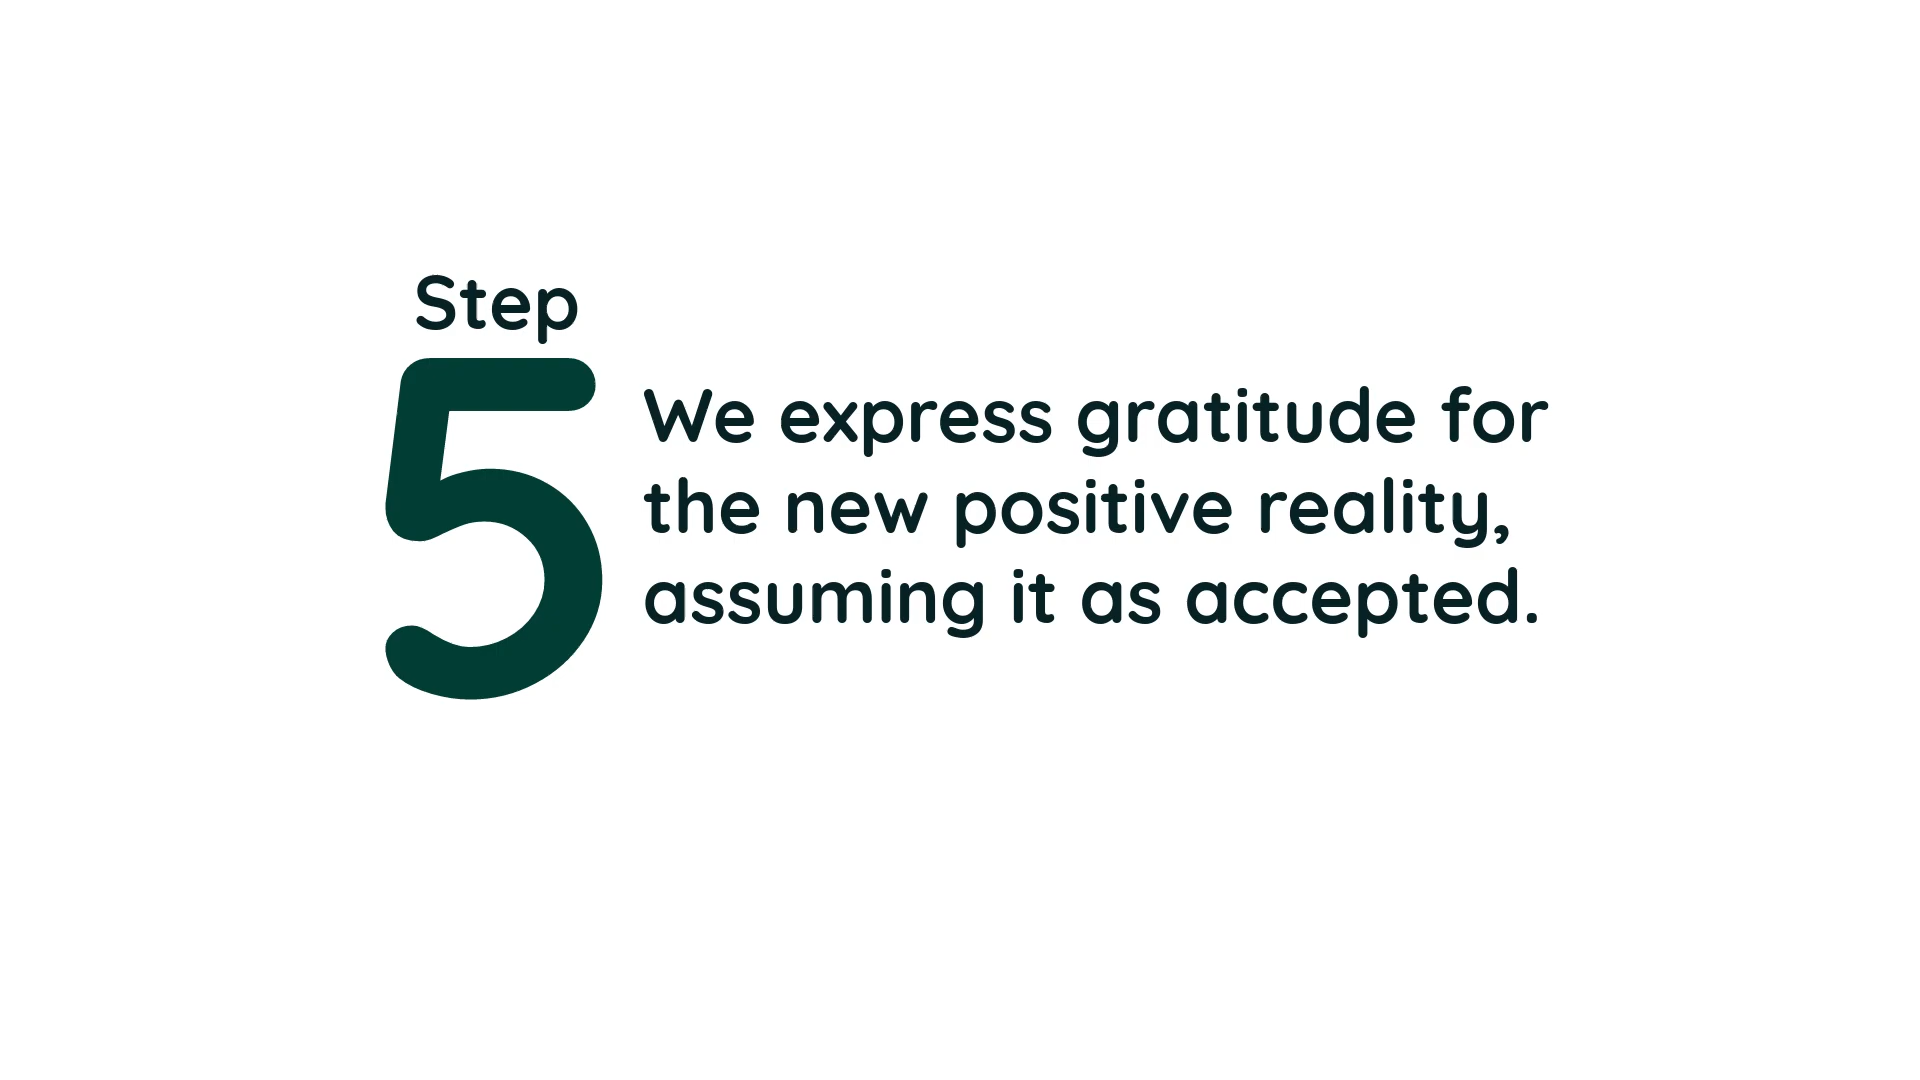 Step
5
We express gratitude for
the new positive reality,
assuming it as accepted.